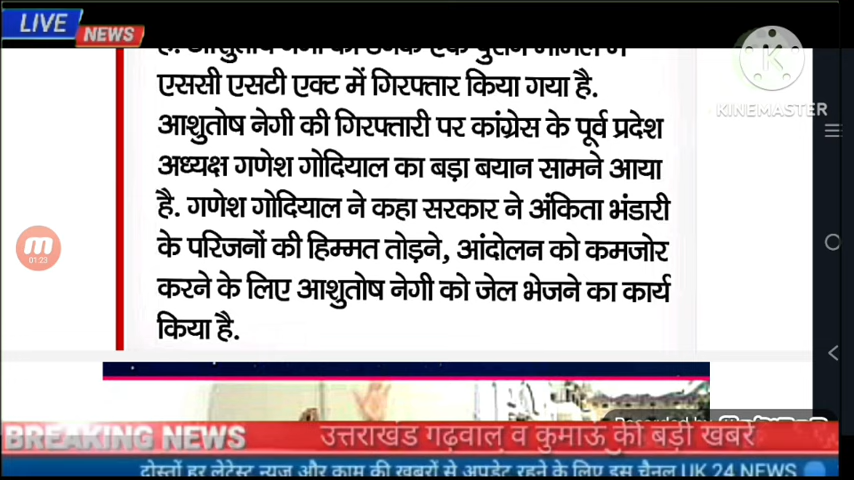 LIVE
NEWS
KINEMASTER
एससी एसटी एक्ट में गिरफ्तार किया गया है.
आशुतोष नेगी की गिरफ्तारी पर कांग्रेस के पूर्व प्रदेश
अध्यक्ष गणेश गोदियाल का बड़ा बयान सामने आया
है. गणेश गोदियाल ने कहा सरकार ने अंकिता भंडारी
के परिजनों की हिम्मत तोड़ने, आंदोलन को कमजोर
करने के लिए आशुतोष नेगी को जेल भेजने का कार्य
किया है.
01:23
BREAKING NEWS
उत्तराखंड गढ़वाल व कुमाऊं की बड़ी खबरें
दोस्तों हर लेटेस्ट न्यूज और काम की खबरों से अपडेट रहने के लिए इस चैनल UK 24 NEWS